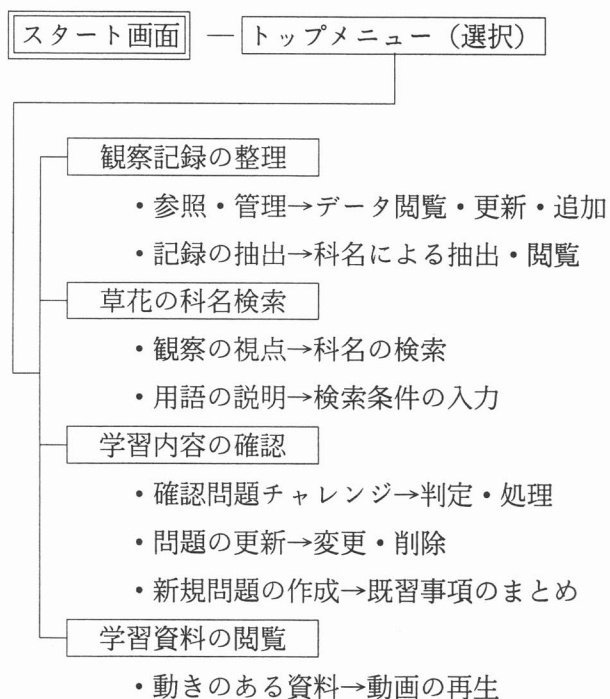 スタート画面 — トップメニュー（選択）
観察記録の整理
・参照・管理→データ閲覧・更新・追加
・記録の抽出→科名による抽出・閲覧
草花の科名検索
・観察の視点→科名の検索
・用語の説明→検索条件の入力
学習内容の確認
・確認問題チャレンジ→判定・処理
・問題の更新→変更・削除
・新規問題の作成→既習事項のまとめ
学習資料の閲覧
・動きのある資料→動画の再生